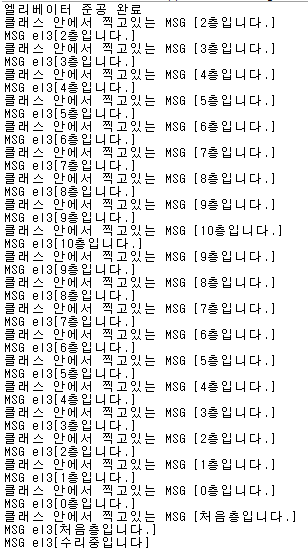 엘리베이터 준공 완료
클래스 안에서 찍고있는 MSG [2층입니다.]
MSG el3[2층입니다.]
클래스 안에서 찍고있는 MSG [3층입니다.]
MSG el3[3층입니다.]
클래스 안에서 찍고있는 MSG [4층입니다.]
MSG el3[4층입니다.]
클래스 안에서 찍고있는 MSG [5층입니다.]
MSG el3[5층입니다.]
클래스 안에서 찍고있는 MSG [6층입니다.]
MSG el3[6층입니다.]
클래스 안에서 찍고있는 MSG [7층입니다.]
MSG el3[7층입니다.]
클래스 안에서 찍고있는 MSG [8층입니다.]
MSG el3[8층입니다.]
클래스 안에서 찍고있는 MSG [9층입니다.]
MSG el3[9층입니다.]
클래스 안에서 찍고있는 MSG [10층입니다.]
MSG el3[10층입니다.]
클래스 안에서 찍고있는 MSG [9층입니다.]
MSG el3[9층입니다.]
클래스 안에서 찍고있는 MSG [8층입니다.]
MSG el3[8층입니다.]
클래스 안에서 찍고있는 MSG [7층입니다.]
MSG el3[7층입니다.]
클래스 안에서 찍고있는 MSG [6층입니다.]
MSG el3[6층입니다.]
클래스 안에서 찍고있는 MSG [5층입니다.]
MSG el3[5층입니다.]
클래스 안에서 찍고있는 MSG [4층입니다.]
MSG el3[4층입니다.]
클래스 안에서 찍고있는 MSG [3층입니다.]
MSG el3[3층입니다.]
클래스 안에서 찍고있는 MSG [2층입니다.]
MSG el3[2층입니다.]
클래스 안에서 찍고있는 MSG [1층입니다.]
MSG el3[1층입니다.]
클래스 안에서 찍고있는 MSG [0층입니다.]
MSG el3[0층입니다.]
클래스 안에서 찍고있는 MSG [처음층입니다.]
MSG el3[처음층입니다.]
MSG el3[수리중입니다]